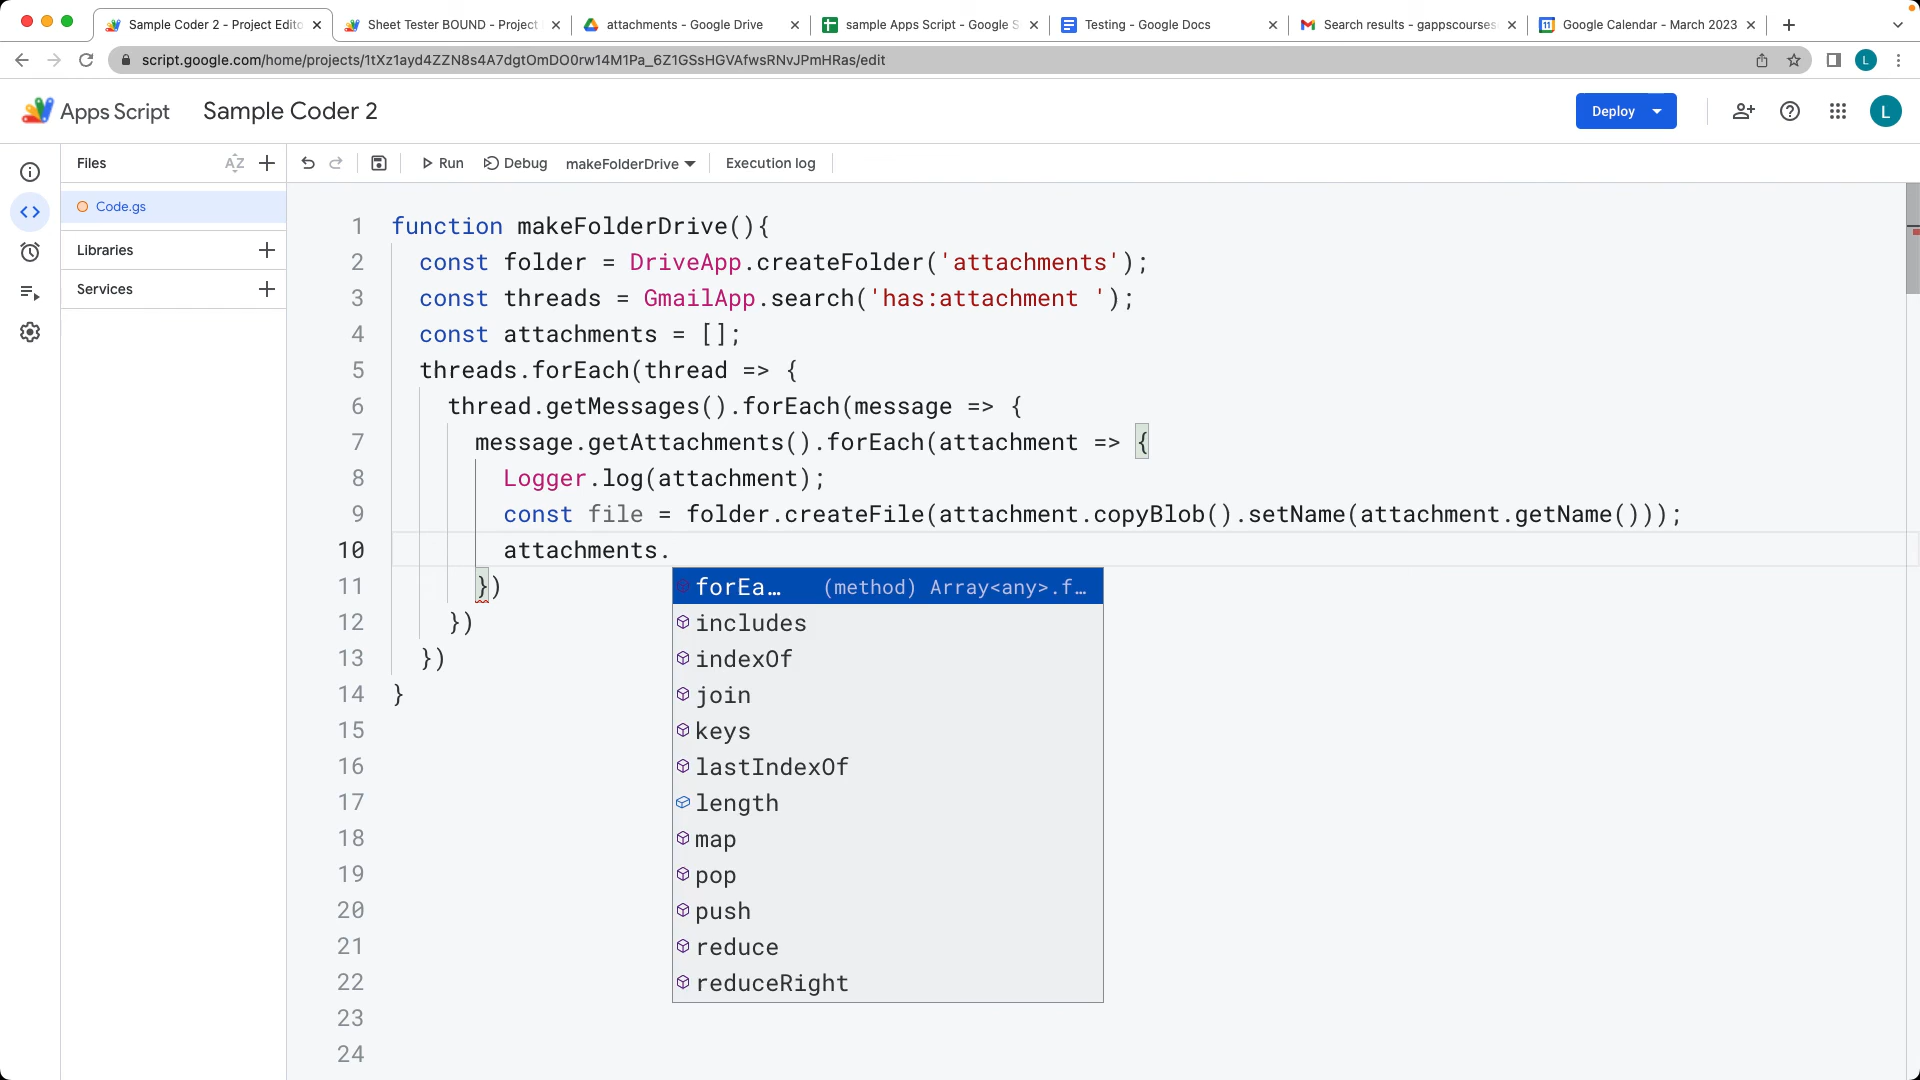 Sample Coder 2 - Project Edito
Sheet Tester BOUND - Project
attachments - Google Drive
sample Apps Script - Google S
Testing - Google Docs
Search results - gappscourses
Google Calendar - March 2023
script.google.com/home/projects/1tXz1ayd4ZZN8s4A7dgtOmDO0rw14M1Pa_6Z1GSsHGVAfwsRNvJPmHRas/edit
L
Apps Script
Sample Coder 2
Deploy
L
Files
AZ
Run
Debug
makeFolderDrive
Execution log
Code.gs
Libraries
Services
1 function makeFolderDrive(){
2 const folder = DriveApp.createFolder('attachments');
3 const threads = GmailApp.search('has:attachment ');
4 const attachments = [];
5 threads.forEach(thread => {
6 thread.getMessages().forEach(message => {
7 message.getAttachments().forEach(attachment => {
8 Logger.log(attachment);
9 const file = folder.createFile(attachment.copyBlob().setName(attachment.getName()));
10 attachments.
11 })
12 })
13 })
14 }
15
16
17
18
19
20
21
22
23
24
forEa… (method) Array<any>.f…
includes
indexOf
join
keys
lastIndexOf
length
map
pop
push
reduce
reduceRight